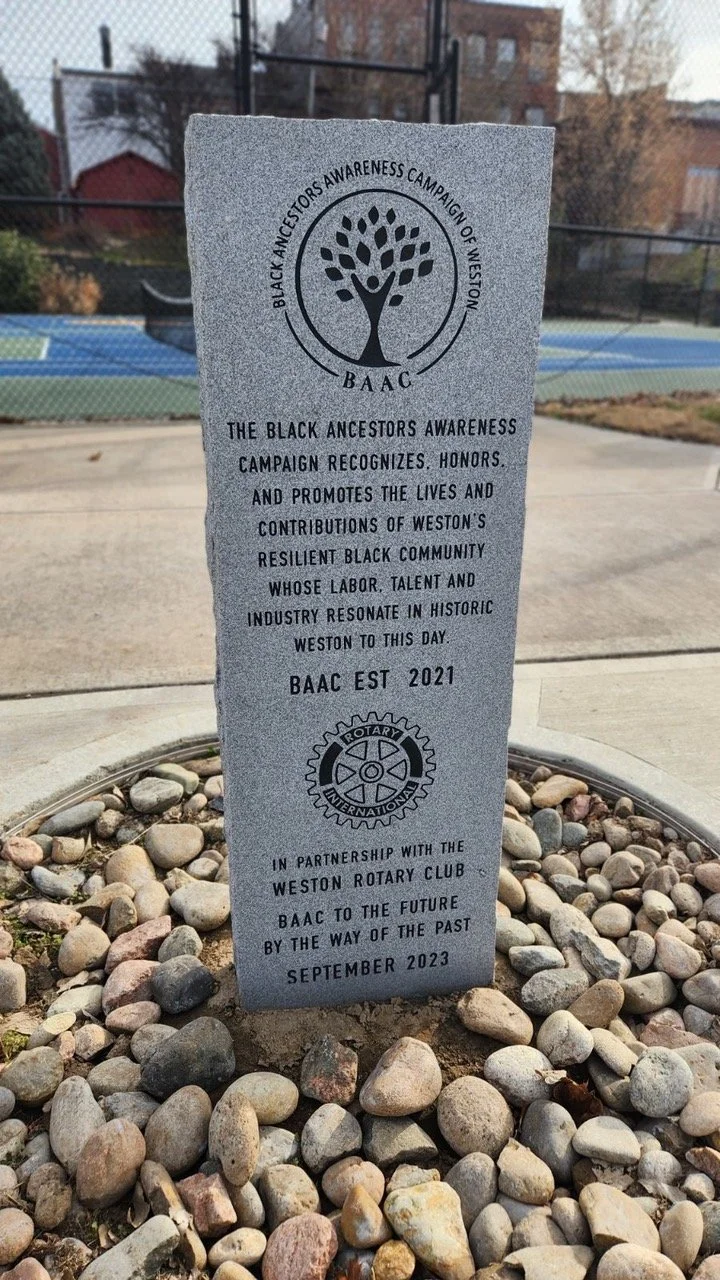 BLACK ANCESTORS AWARENESS CAMPAIGN OF WESTON
BAAC
THE BLACK ANCESTORS AWARENESS
CAMPAIGN RECOGNIZES, HONORS,
AND PROMOTES THE LIVES AND
CONTRIBUTIONS OF WESTON'S
RESILIENT BLACK COMMUNITY
WHOSE LABOR, TALENT AND
INDUSTRY RESONATE IN HISTORIC
WESTON TO THIS DAY.
BAAC EST 2021
ROTARY
INTERNATIONAL
IN PARTNERSHIP WITH THE
WESTON ROTARY CLUB
BAAC TO THE FUTURE
BY THE WAY OF THE PAST
SEPTEMBER 2023